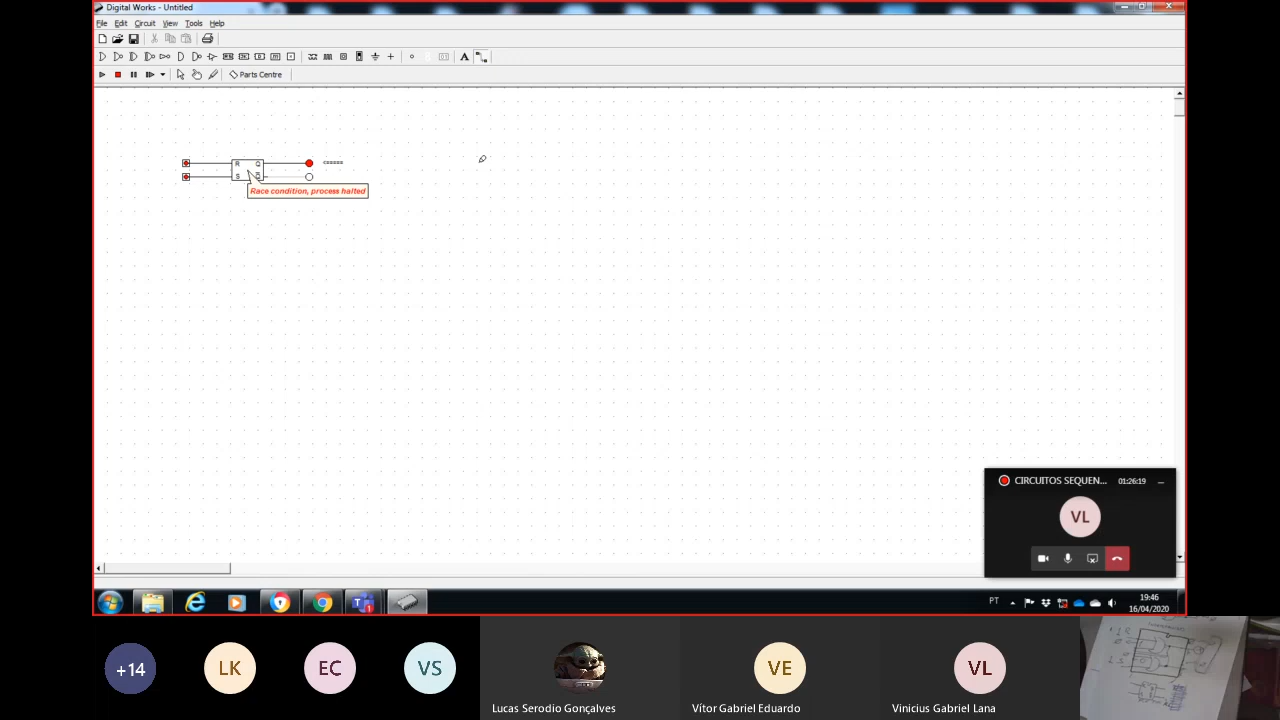 Digital Works - Untitled
File Edit Circuit View Tools Help
A
Parts Centre
R Q
S Q
Race condition, process halted
CIRCUITOS SEQUEN... 01:26:19
VL
PT
19:46
16/04/2020
+14
LK
EC
VS
VE
VL
Lucas Serodio Gonçalves
Vítor Gabriel Eduardo
Vinicius Gabriel Lana